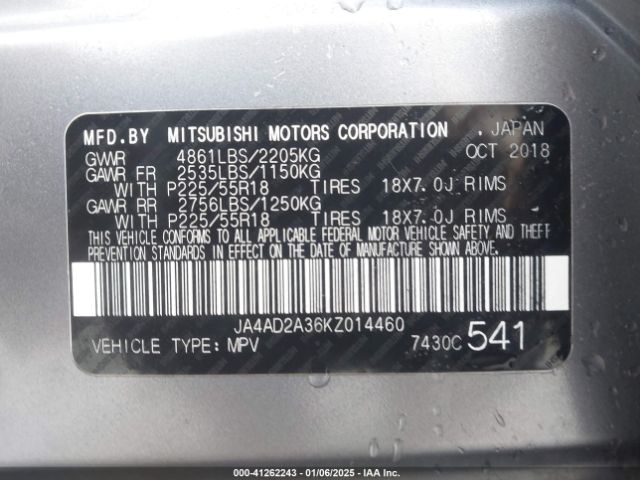 MFD.BY MITSUBISHI MOTORS CORPORATION . JAPAN
GVWR 4861LBS/2205KG OCT 2018
GAWR FR 2535LBS/1150KG
WITH P225/55R18 TIRES 18X7.0J RIMS
GAWR RR 2756LBS/1250KG
WITH P225/55R18 TIRES 18X7.0J RIMS
THIS VEHICLE CONFORMS TO ALL APPLICABLE FEDERAL MOTOR VEHICLE SAFETY AND THEFT
PREVENTION STANDARDS IN EFFECT ON THE DATE OF MANUFACTURE SHOWN ABOVE.
JA4AD2A36KZ014460
VEHICLE TYPE: MPV 7430C 541
000-41262243 - 01/06/2025 - IAAI.COM